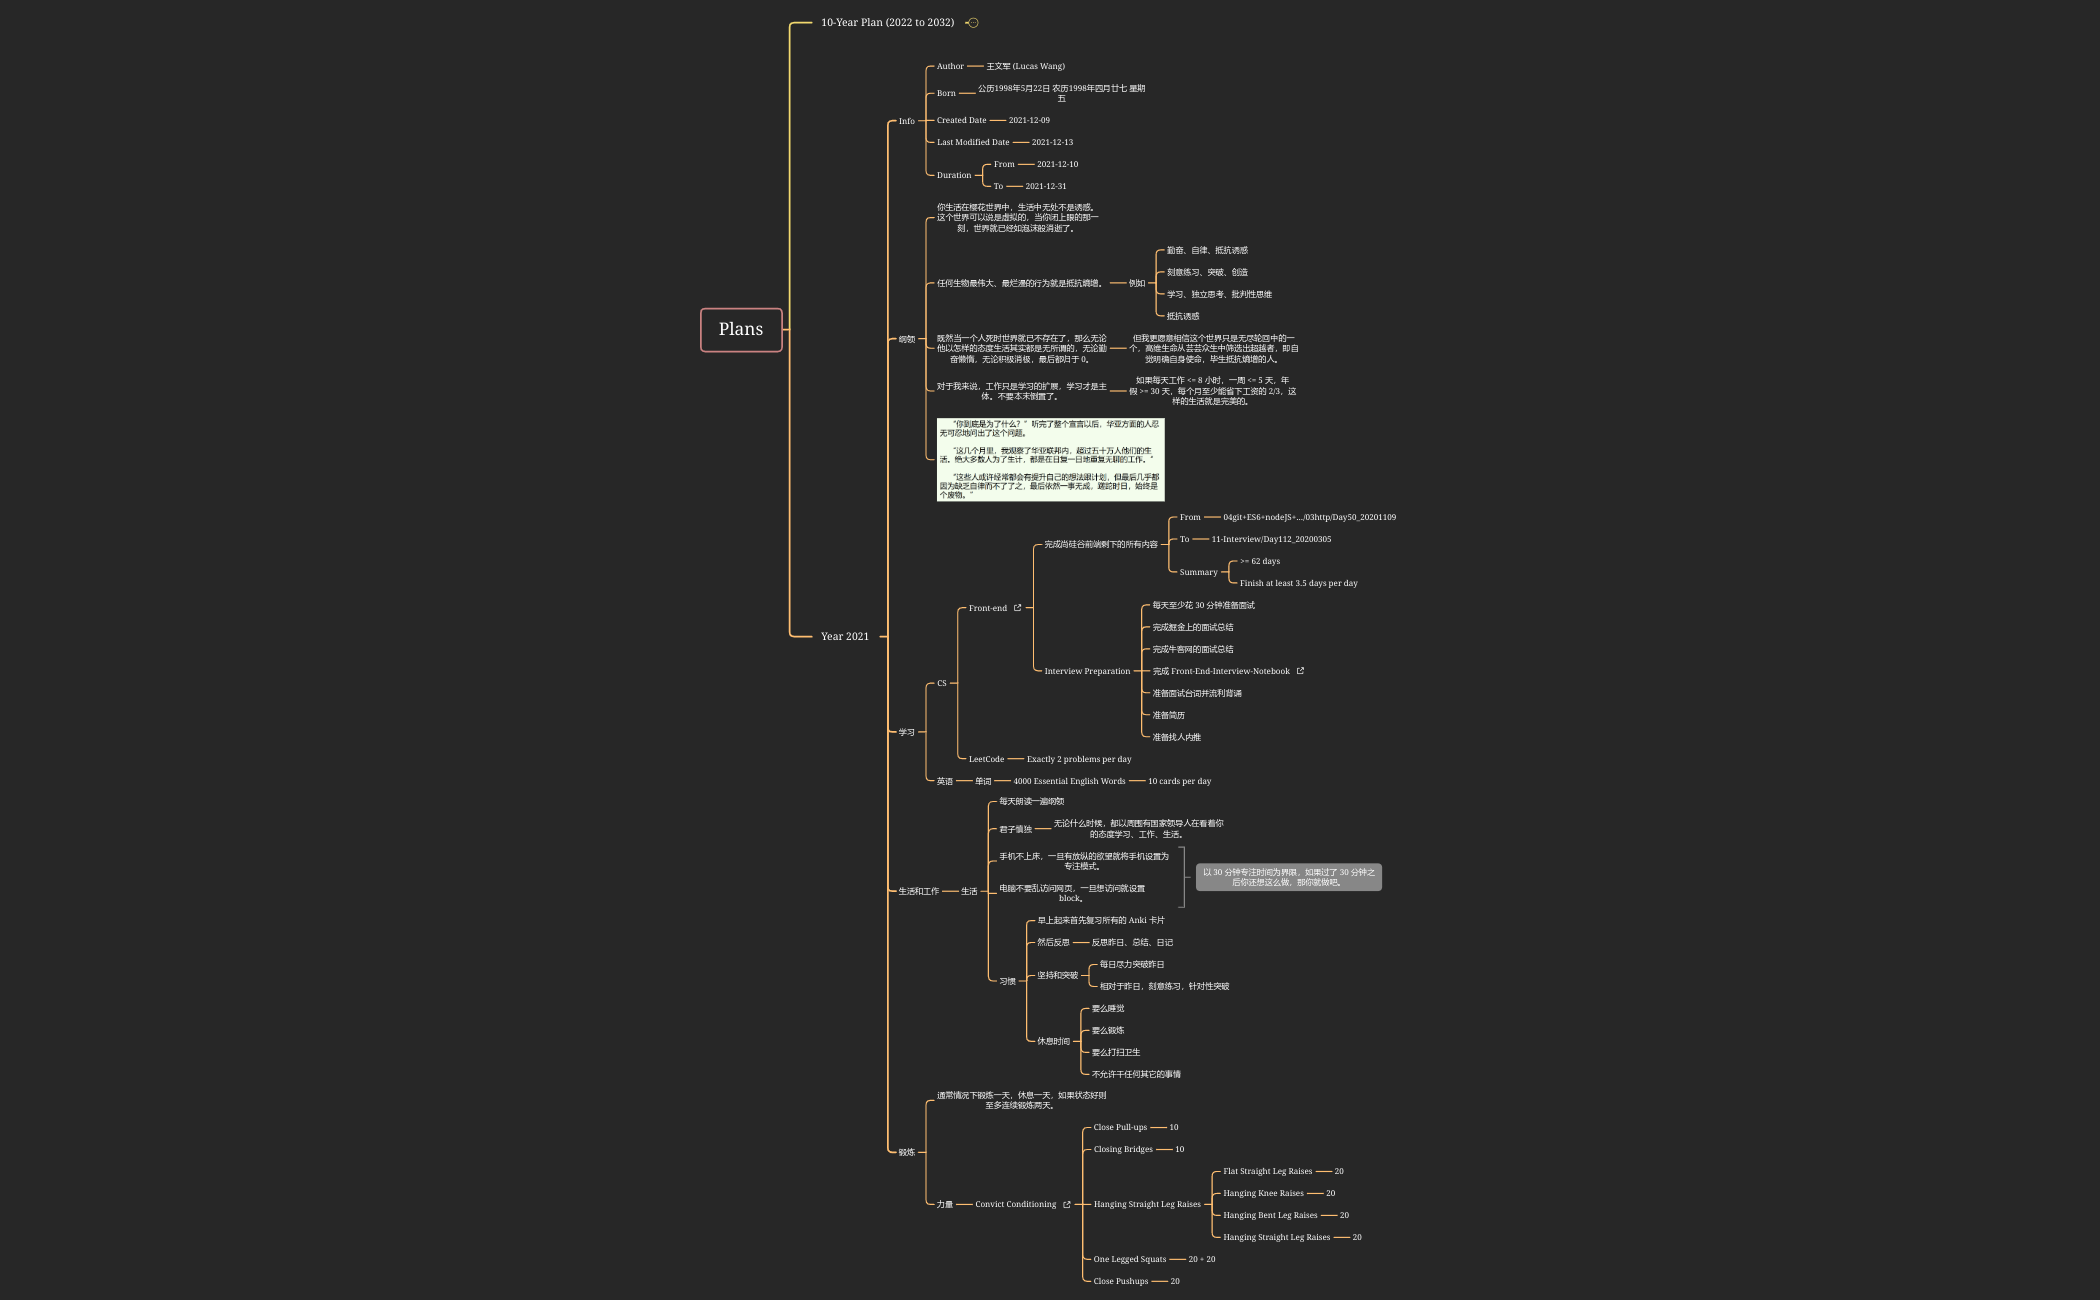 Plans
10-Year Plan (2022 to 2032)
Year 2021
Info
Author
王文军 (Lucas Wang)
Born
公历1998年5月22日 农历1998年四月廿七 星期
五
Created Date
2021-12-09
Last Modified Date
2021-12-13
Duration
From
2021-12-10
To
2021-12-31
纲领
你生活在樱花世界中，生活中无处不是诱惑。
这个世界可以说是虚拟的，当你闭上眼的那一
刻，世界就已经如泡沫般消逝了。
任何生物最伟大、最烂漫的行为就是抵抗熵增。
例如
勤奋、自律、抵抗诱惑
刻意练习、突破、创造
学习、独立思考、批判性思维
抵抗诱惑
既然当一个人死时世界就已不存在了，那么无论
他以怎样的态度生活其实都是无所谓的，无论勤
奋懒惰，无论积极消极，最后都归于 0。
但我更愿意相信这个世界只是无尽轮回中的一
个，高维生命从芸芸众生中筛选出超越者，即自
觉明确自身使命，毕生抵抗熵增的人。
对于我来说，工作只是学习的扩展，学习才是主
体。不要本末倒置了。
如果每天工作 <= 8 小时，一周 <= 5 天，年
假 >= 30 天，每个月至少能省下工资的 2/3，这
样的生活就是完美的。
“你到底是为了什么？”听完了整个宣言以后，华亚方面的人忍
无可忍地问出了这个问题。
“这几个月里，我观察了华亚联邦内，超过五十万人他们的生
活。绝大多数人为了生计，都是在日复一日地重复无聊的工作。”
“这些人或许经常都会有提升自己的想法跟计划，但最后几乎都
因为缺乏自律而不了了之，最后依然一事无成，蹉跎时日，始终是
个废物。”
学习
CS
Front-end
完成尚硅谷前端剩下的所有内容
From
04git+ES6+nodeJS+.../03http/Day50_20201109
To
11-Interview/Day112_20200305
Summary
>= 62 days
Finish at least 3.5 days per day
Interview Preparation
每天至少花 30 分钟准备面试
完成掘金上的面试总结
完成牛客网的面试总结
完成 Front-End-Interview-Notebook
准备面试台词并流利背诵
准备简历
准备找人内推
LeetCode
Exactly 2 problems per day
英语
单词
4000 Essential English Words
10 cards per day
生活和工作
生活
每天朗读一遍纲领
君子慎独
无论什么时候，都以周围有国家领导人在看着你
的态度学习、工作、生活。
手机不上床，一旦有放纵的欲望就将手机设置为
专注模式。
电脑不要乱访问网页，一旦想访问就设置
block。
以 30 分钟专注时间为界限，如果过了 30 分钟之
后你还想这么做，那你就做吧。
习惯
早上起来首先复习所有的 Anki 卡片
然后反思
反思昨日、总结、日记
坚持和突破
每日尽力突破昨日
相对于昨日，刻意练习，针对性突破
休息时间
要么睡觉
要么锻炼
要么打扫卫生
不允许干任何其它的事情
锻炼
通常情况下锻炼一天，休息一天，如果状态好则
至多连续锻炼两天。
力量
Convict Conditioning
Close Pull-ups
10
Closing Bridges
10
Hanging Straight Leg Raises
Flat Straight Leg Raises
20
Hanging Knee Raises
20
Hanging Bent Leg Raises
20
Hanging Straight Leg Raises
20
One Legged Squats
20 + 20
Close Pushups
20